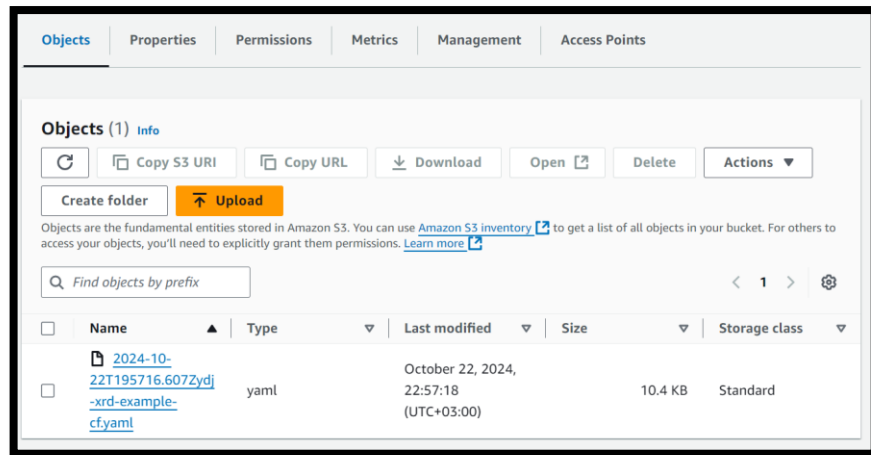 Objects Properties Permissions Metrics Management Access Points
Objects (1) Info
Copy S3 URI Copy URL Download Open Delete Actions
Create folder Upload
Objects are the fundamental entities stored in Amazon S3. You can use Amazon S3 inventory to get a list of all objects in your bucket. For others to
access your objects, you'll need to explicitly grant them permissions. Learn more
Find objects by prefix
1
Name Type Last modified Size Storage class
2024-10-
22T195716.607Zydj
-xrd-example-
cf.yaml
yaml
October 22, 2024,
22:57:18
(UTC+03:00)
10.4 KB
Standard